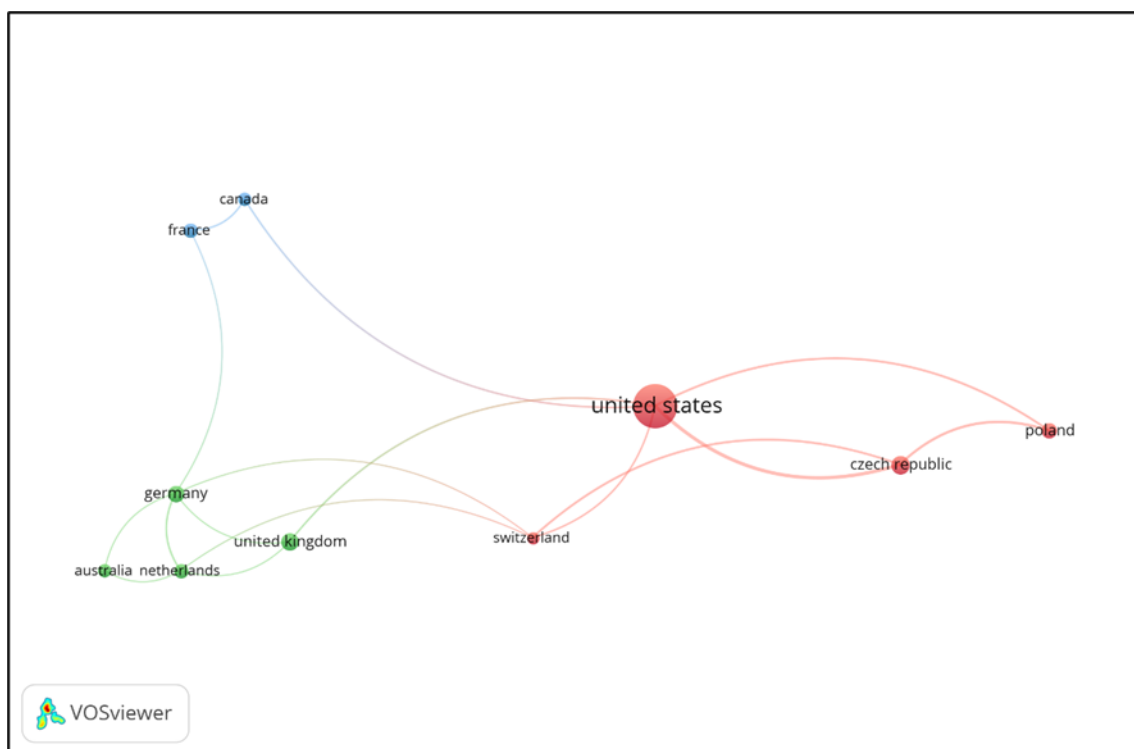 canada
france
united states
poland
czech republic
germany
united kingdom
switzerland
australia
netherlands
VOSviewer